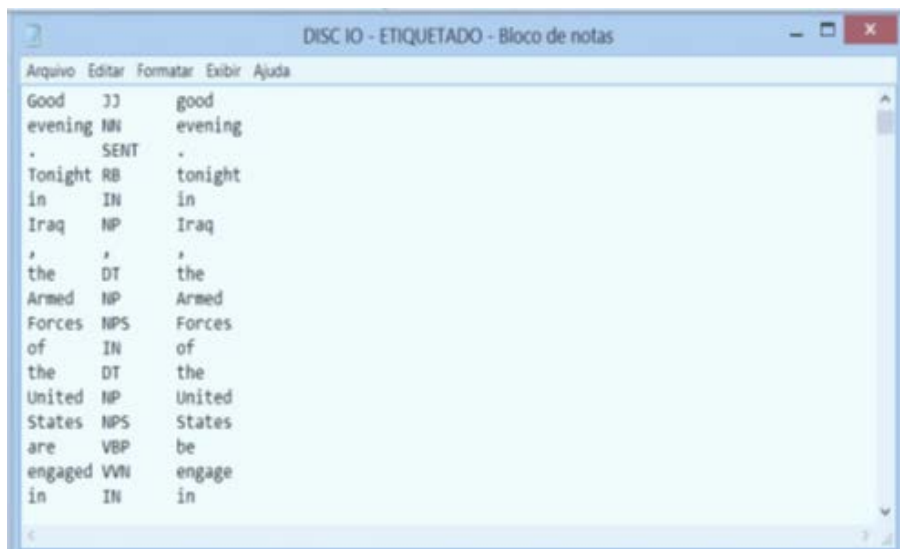 DISC IO - ETIQUETADO - Bloco de notas
Arquivo Editar Formatar Exibir Ajuda
Good JJ good
evening NN evening
. SENT .
Tonight RB tonight
in IN in
Iraq NP Iraq
, , ,
the DT the
Armed NP Armed
Forces NPS Forces
of IN of
the DT the
United NP United
States NPS States
are VBP be
engaged VVN engage
in IN in